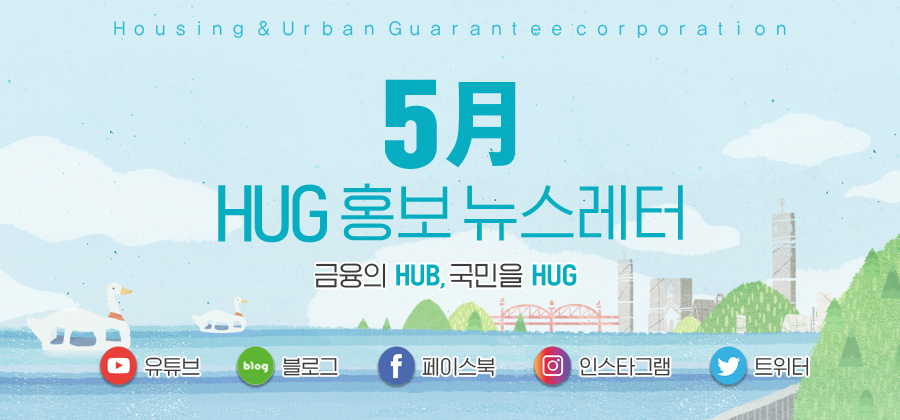 Housing & Urban Guarantee corporation
5月
HUG 홍보 뉴스레터
금융의 HUB, 국민을 HUG
유튜브 blog 블로그 f 페이스북 인스타그램 트위터